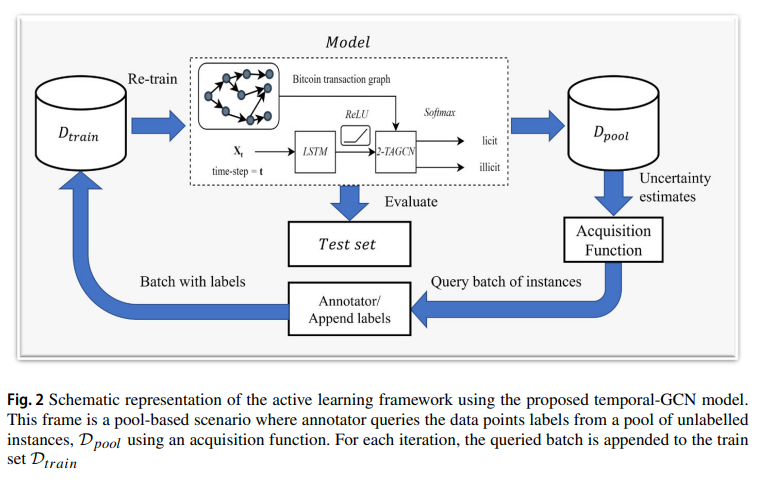 Model
Re-train
Bitcoin transaction graph
ReLU
Softmax
D_train
X_t
LSTM
2-TAGCN
licit
illicit
time-step = t
D_pool
Evaluate
Uncertainty
estimates
Test set
Acquisition
Function
Batch with labels
Query batch of instances
Annotator/
Append labels
Fig. 2 Schematic representation of the active learning framework using the proposed temporal-GCN model.
This frame is a pool-based scenario where annotator queries the data points labels from a pool of unlabelled
instances, D_pool using an acquisition function. For each iteration, the queried batch is appended to the train
set D_train